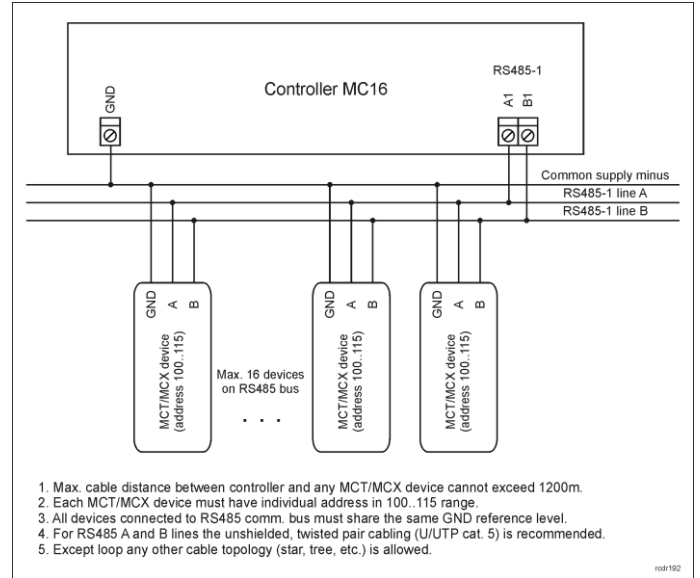 Controller MC16
RS485-1
GND
A1
B1
Common supply minus
RS485-1 line A
RS485-1 line B
GND
A
B
MCT/MCX device
(address 100..115)
Max. 16 devices
on RS485 bus
. . .
GND
A
B
MCT/MCX device
(address 100..115)
GND
A
B
MCT/MCX device
(address 100..115)
1. Max. cable distance between controller and any MCT/MCX device cannot exceed 1200m.
2. Each MCT/MCX device must have individual address in 100..115 range.
3. All devices connected to RS485 comm. bus must share the same GND reference level.
4. For RS485 A and B lines the unshielded, twisted pair cabling (U/UTP cat. 5) is recommended.
5. Except loop any other cable topology (star, tree, etc.) is allowed.
rodr192